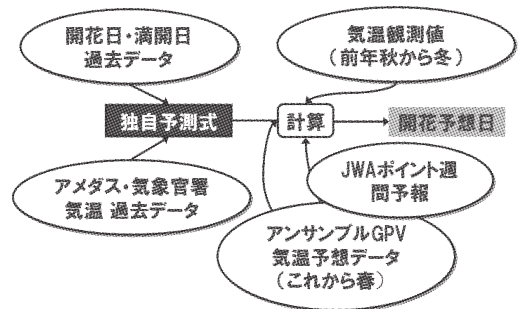 開花日・満開日
過去データ
気温観測値
(前年秋から冬)
独自予測式
計算
開花予想日
アメダス・気象官署
気温 過去データ
JWAポイント週
間予報
アンサンブルGPV
気温予想データ
(これから春)